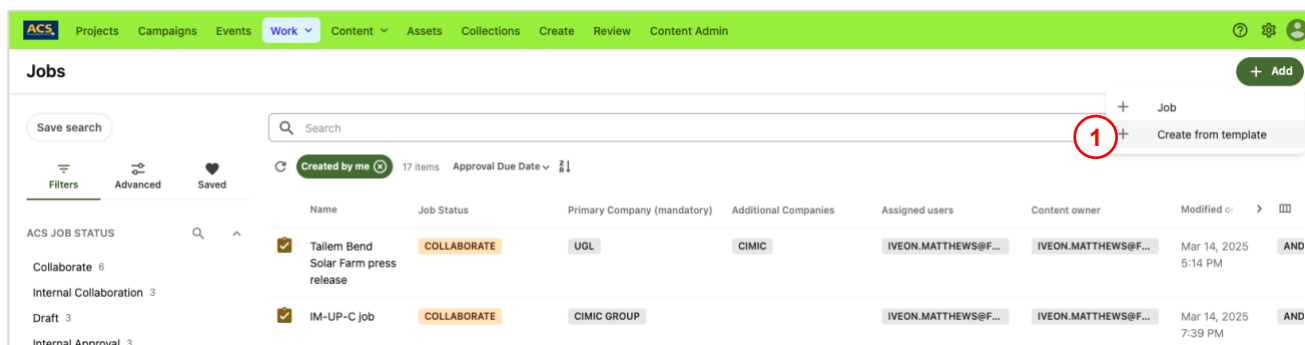 ACS Projects Campaigns Events Work Content Assets Collections Create Review Content Admin
Jobs
+ Add
+ Job
1 + Create from template
Save search
Search
Filters Advanced Saved
Created by me 17 items Approval Due Date
Name Job Status Primary Company (mandatory) Additional Companies Assigned users Content owner Modified o
ACS JOB STATUS
Collaborate 6
Internal Collaboration 3
Draft 3
Internal Approval 3
Tailem Bend
Solar Farm press
release
COLLABORATE UGL CIMIC IVEON.MATTHEWS@F... IVEON.MATTHEWS@F... Mar 14, 2025 AND
5:14 PM
IM-UP-C job COLLABORATE CIMIC GROUP IVEON.MATTHEWS@F... IVEON.MATTHEWS@F... Mar 14, 2025 AND
7:39 PM